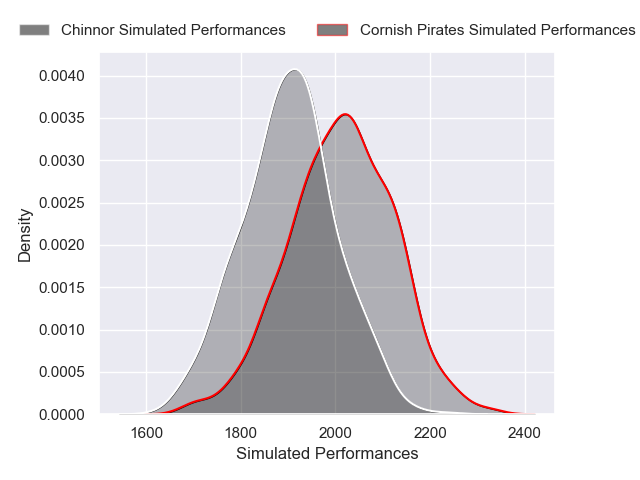 Chinnor Simulated Performances
Cornish Pirates Simulated Performances
0.0040
0.0035
0.0030
0.0025
0.0020
0.0015
0.0010
0.0005
0.0000
Density
1600 1800 2000 2200 2400
Simulated Performances